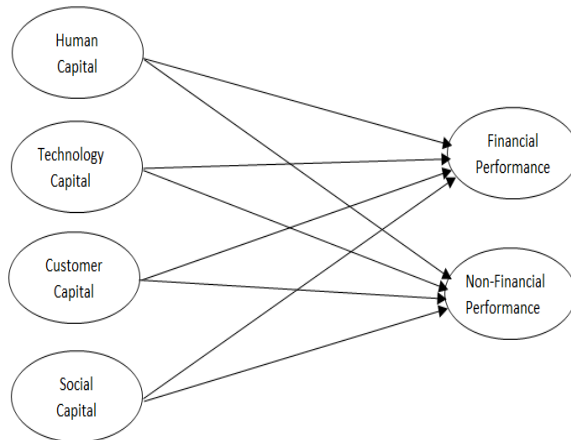 Human
Capital
Technology
Capital
Customer
Capital
Social
Capital
Financial
Performance
Non-Financial
Performance